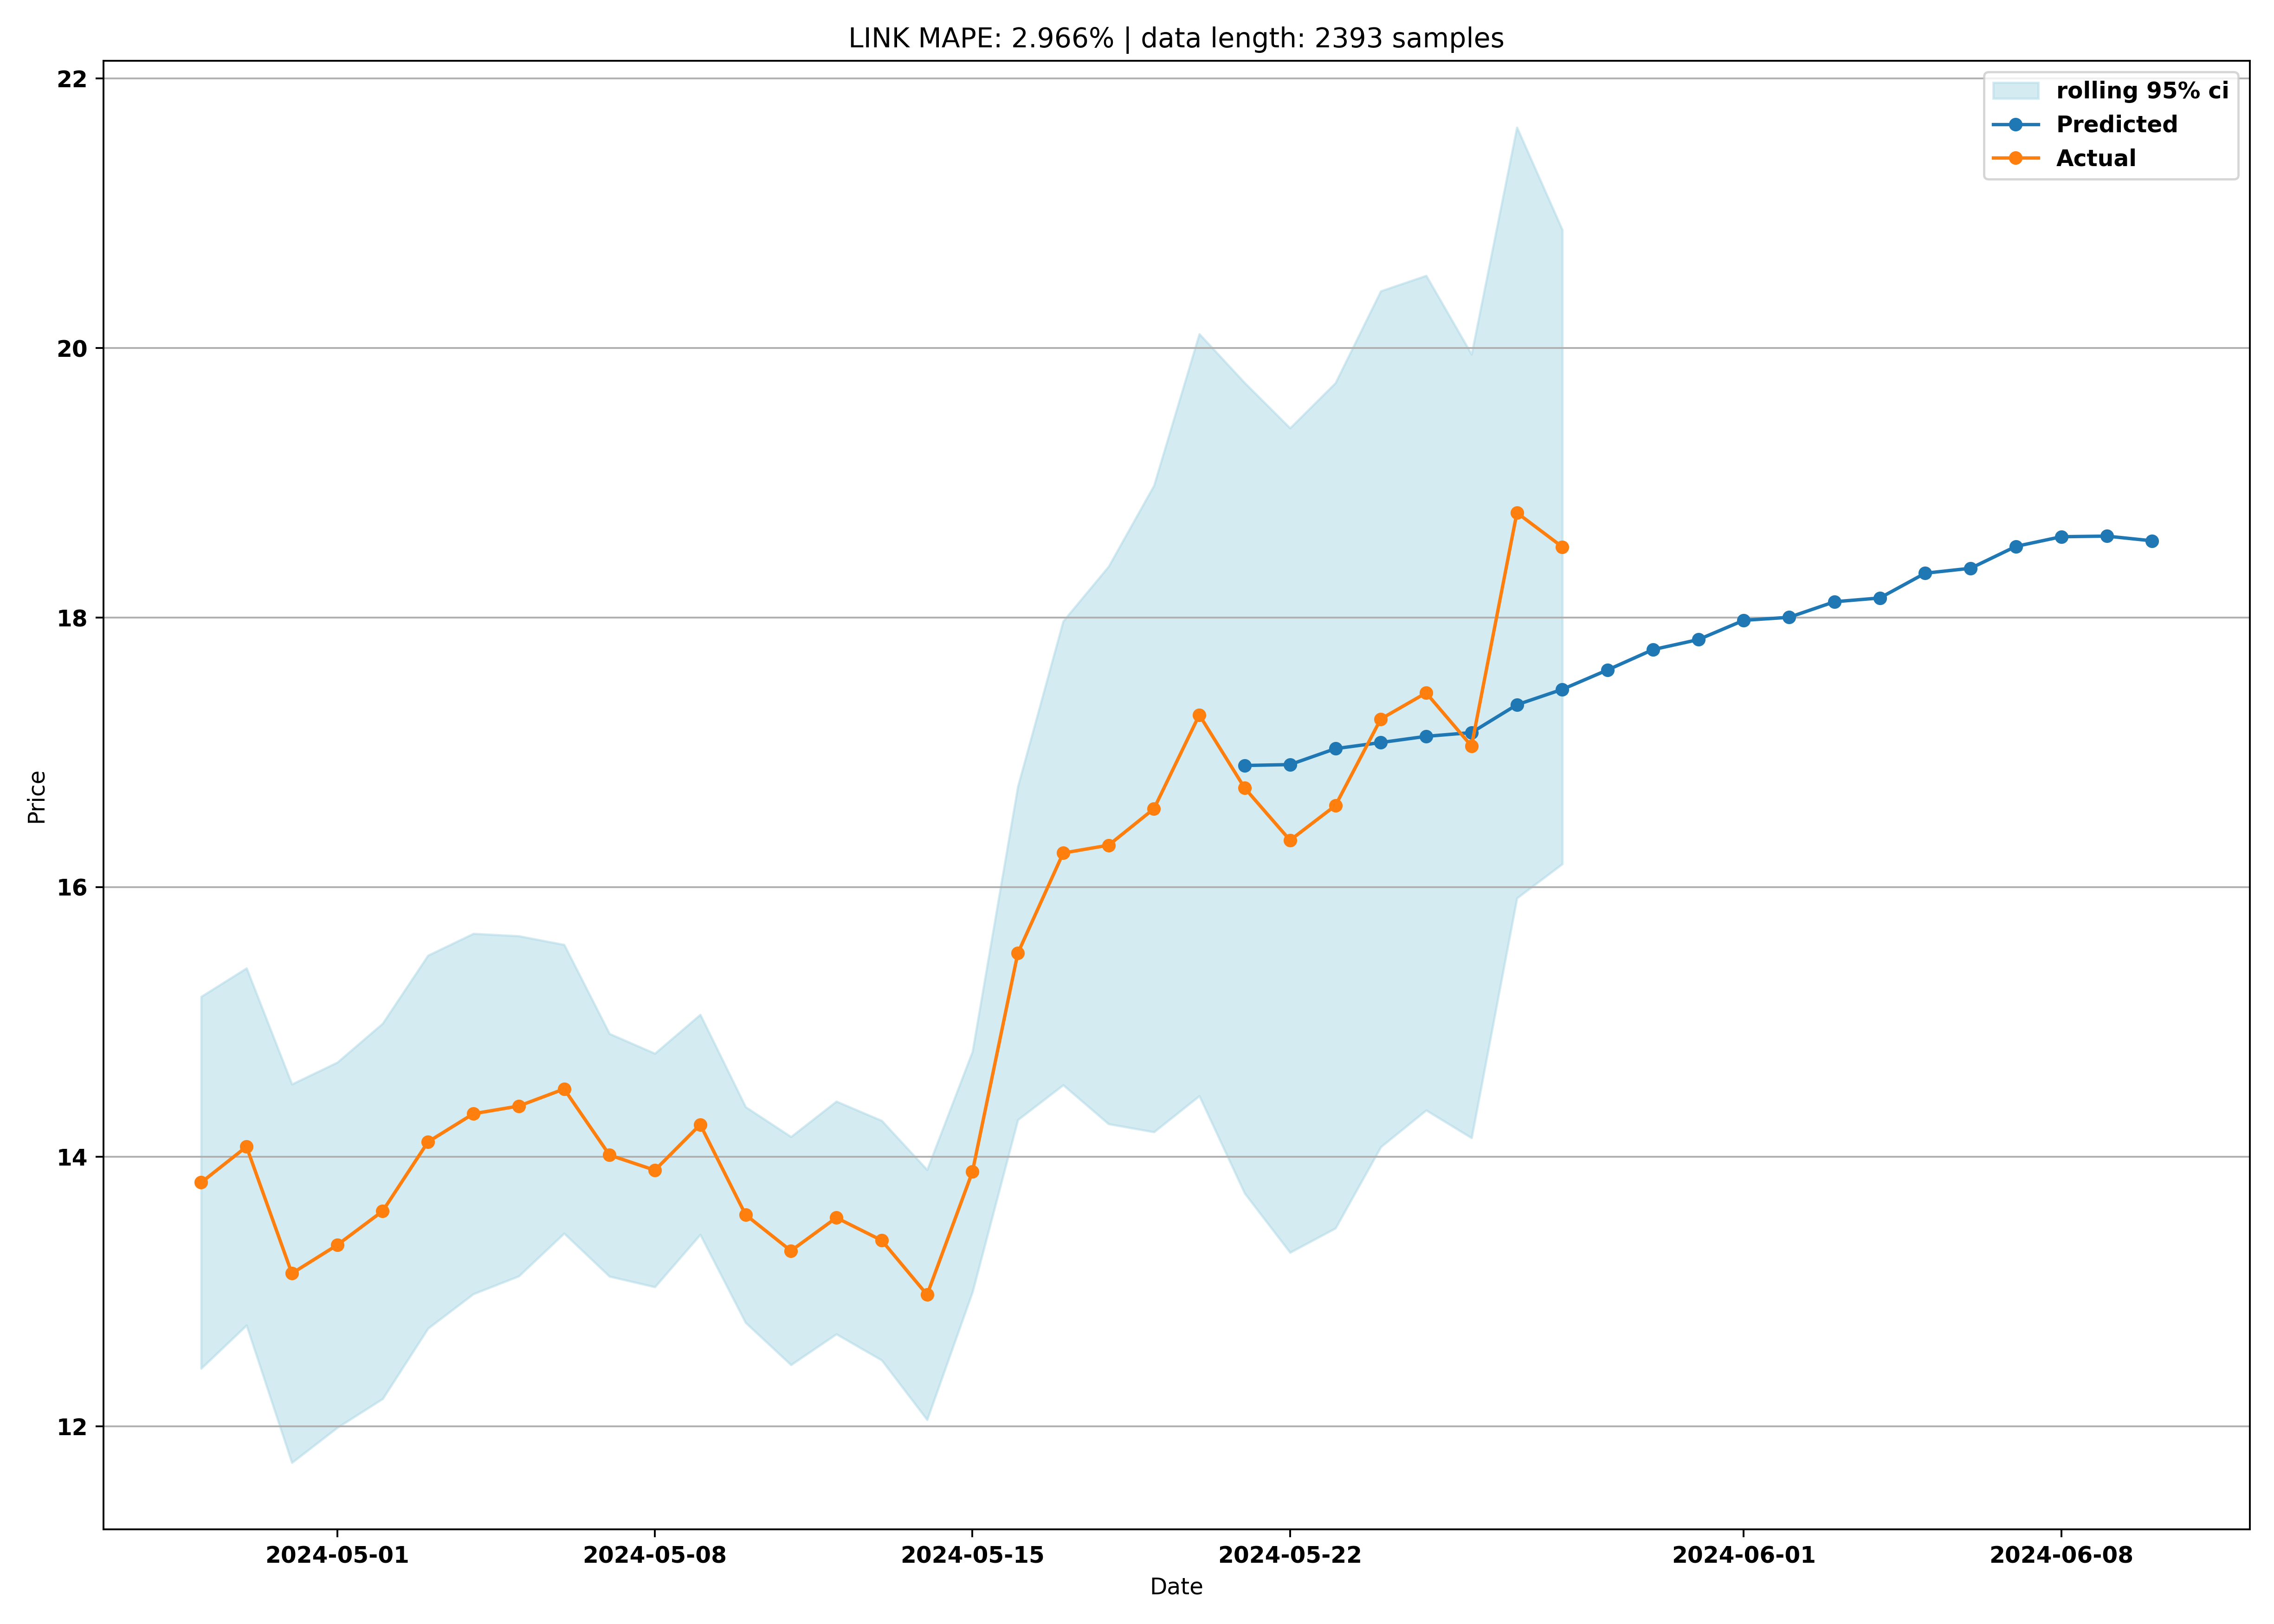 LINK MAPE: 2.966% | data length: 2393 samples
22
20
18
16
14
12
Price
rolling 95% ci
Predicted
Actual
2024-05-01
2024-05-08
2024-05-15
2024-05-22
2024-06-01
2024-06-08
Date